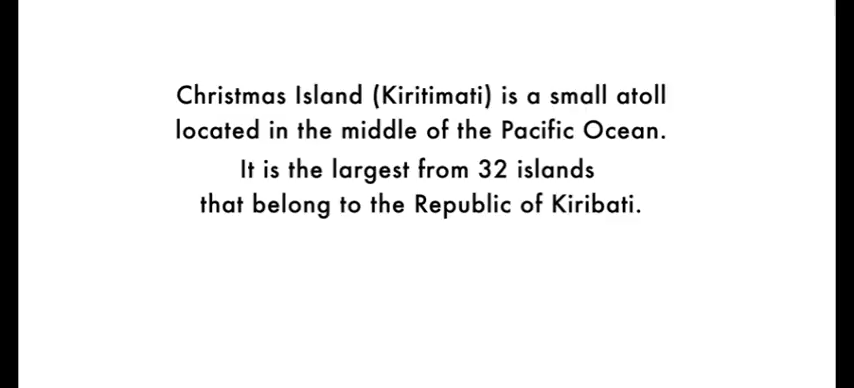 Christmas Island (Kiritimati) is a small atoll
located in the middle of the Pacific Ocean.
It is the largest from 32 islands
that belong to the Republic of Kiribati.